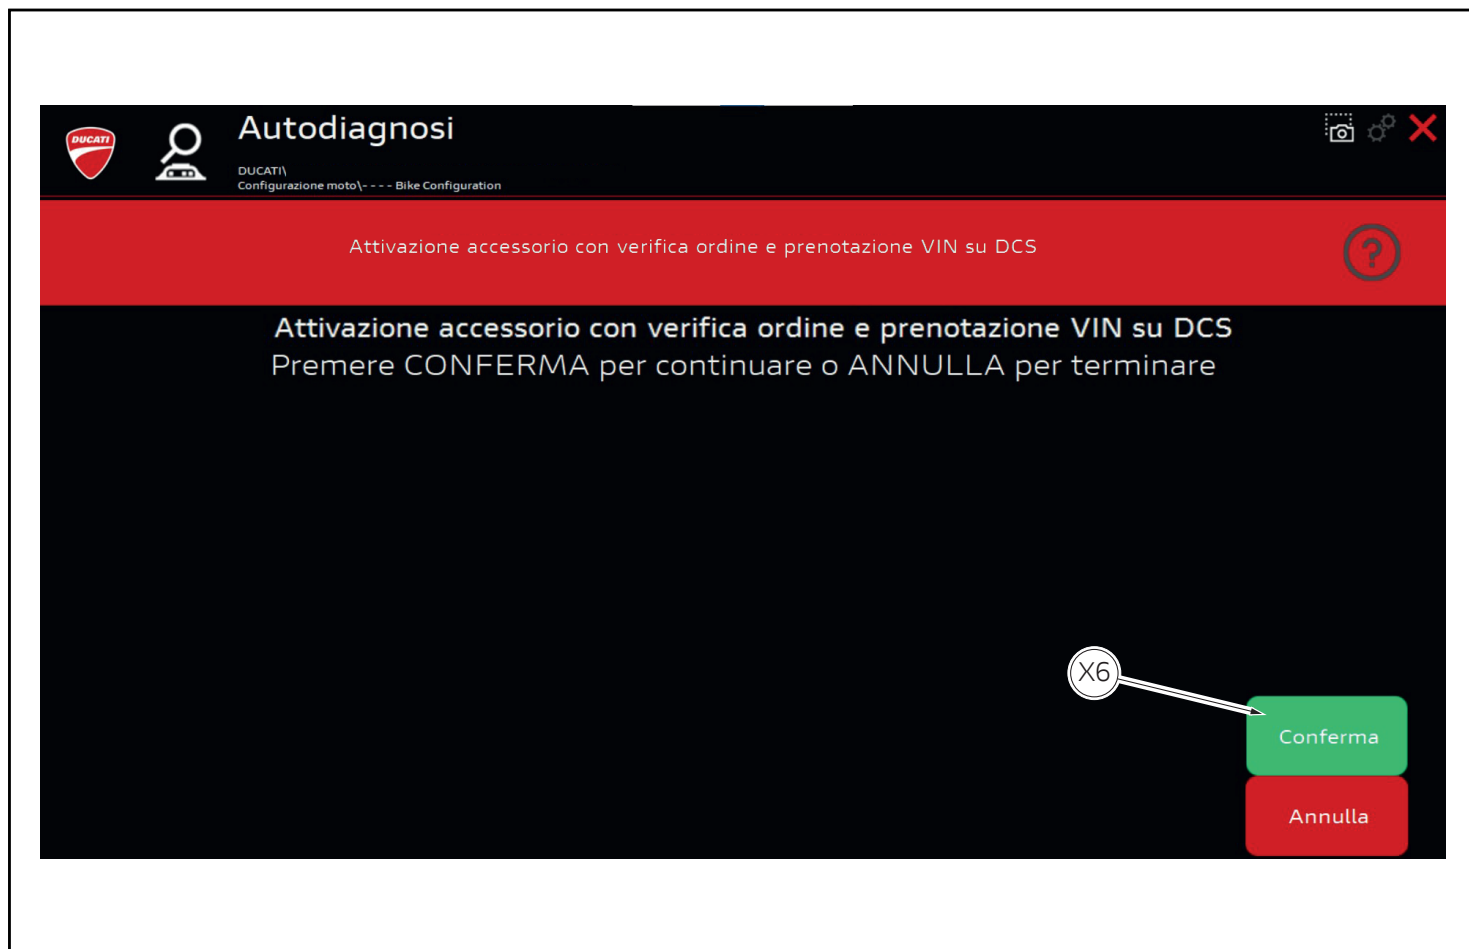 DUCATI
Autodiagnosi
DUCATI\
Configurazione moto\- - - - Bike Configuration
Attivazione accessorio con verifica ordine e prenotazione VIN su DCS
?
Attivazione accessorio con verifica ordine e prenotazione VIN su DCS
Premere CONFERMA per continuare o ANNULLA per terminare
X6
Conferma
Annulla